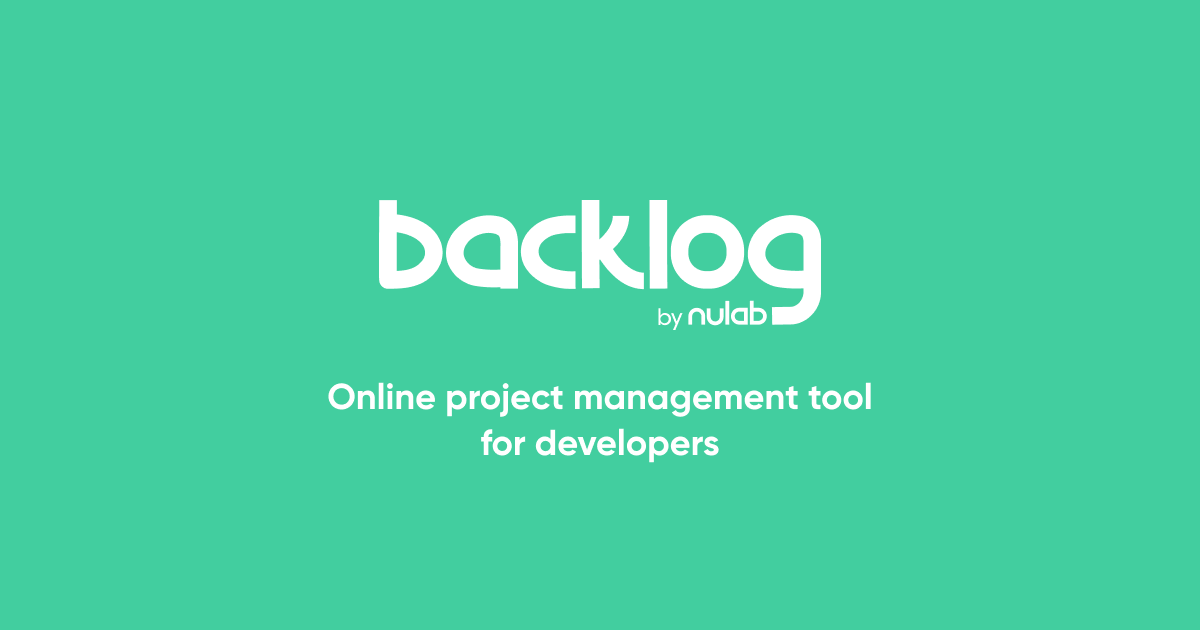 backlog
by nulab
Online project management tool
for developers